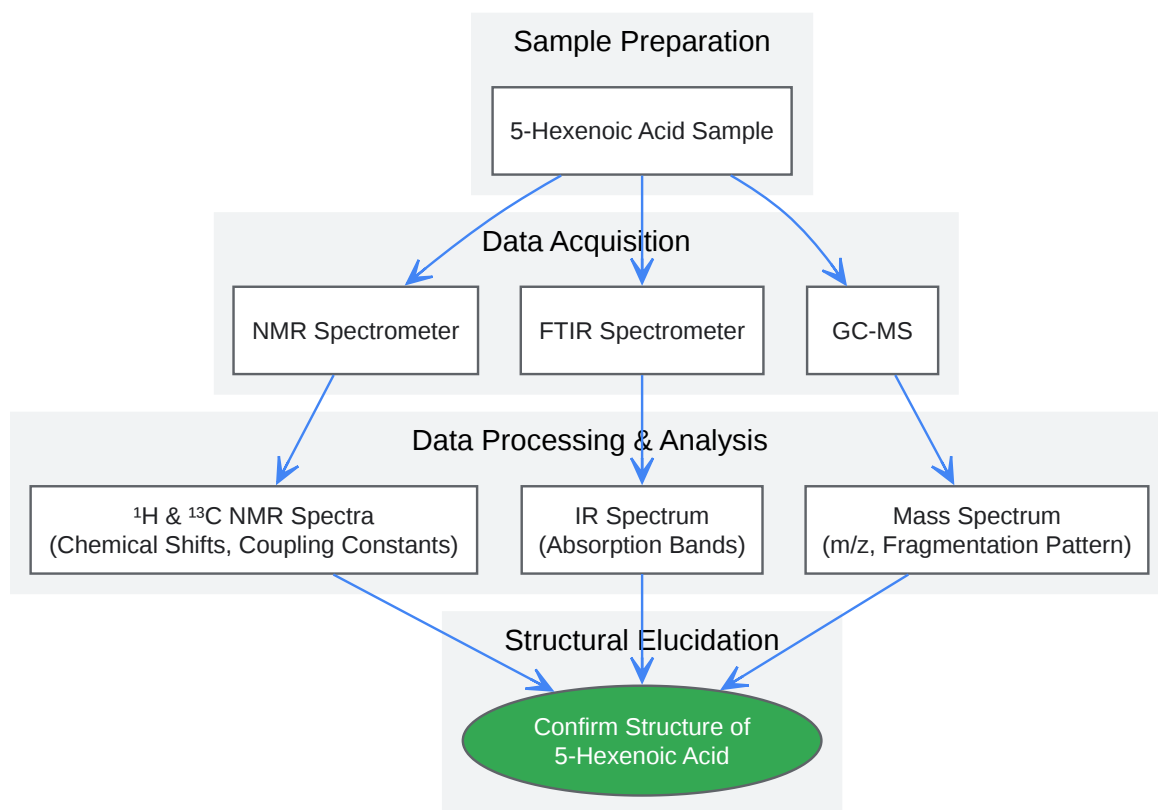 Sample Preparation
5-Hexenoic Acid Sample
Data Acquisition
NMR Spectrometer
FTIR Spectrometer
GC-MS
Data Processing & Analysis
¹H & ¹³C NMR Spectra
(Chemical Shifts, Coupling Constants)
IR Spectrum
(Absorption Bands)
Mass Spectrum
(m/z, Fragmentation Pattern)
Structural Elucidation
Confirm Structure of
5-Hexenoic Acid